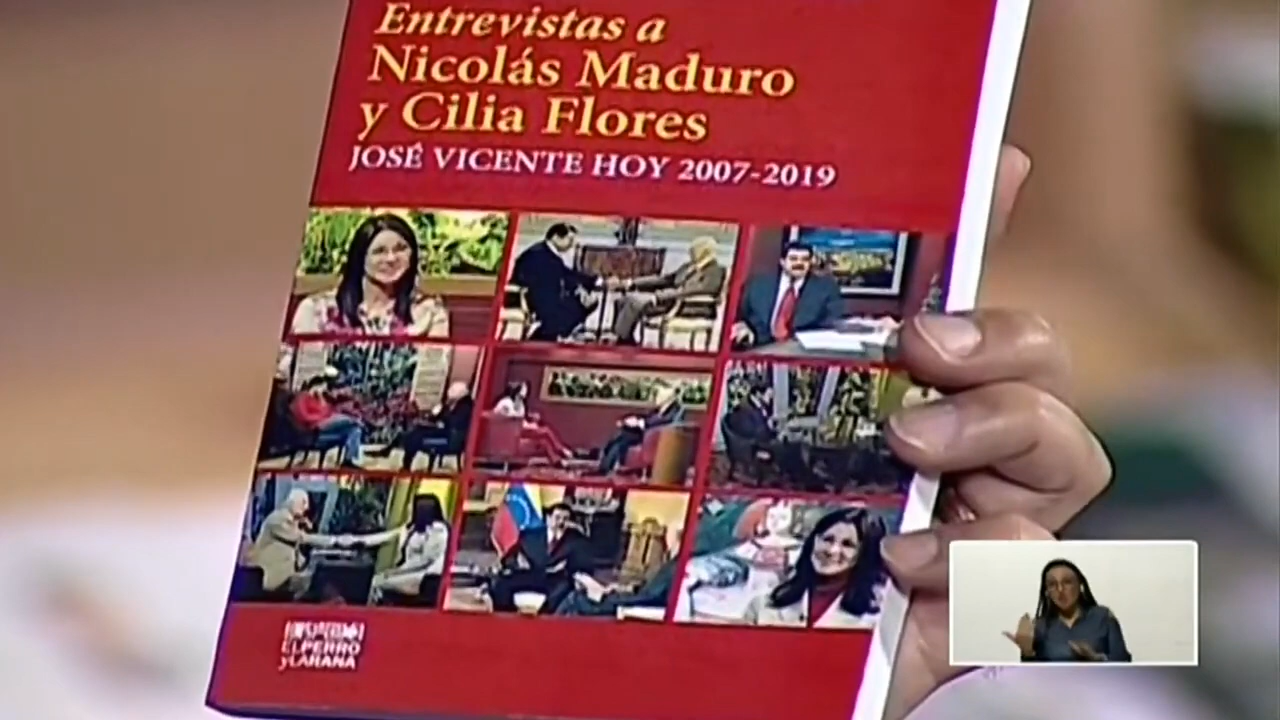 Entrevistas a
Nicolás Maduro
y Cilia Flores
JOSÉ VICENTE HOY 2007-2019
EL PERRO
y LA RANA